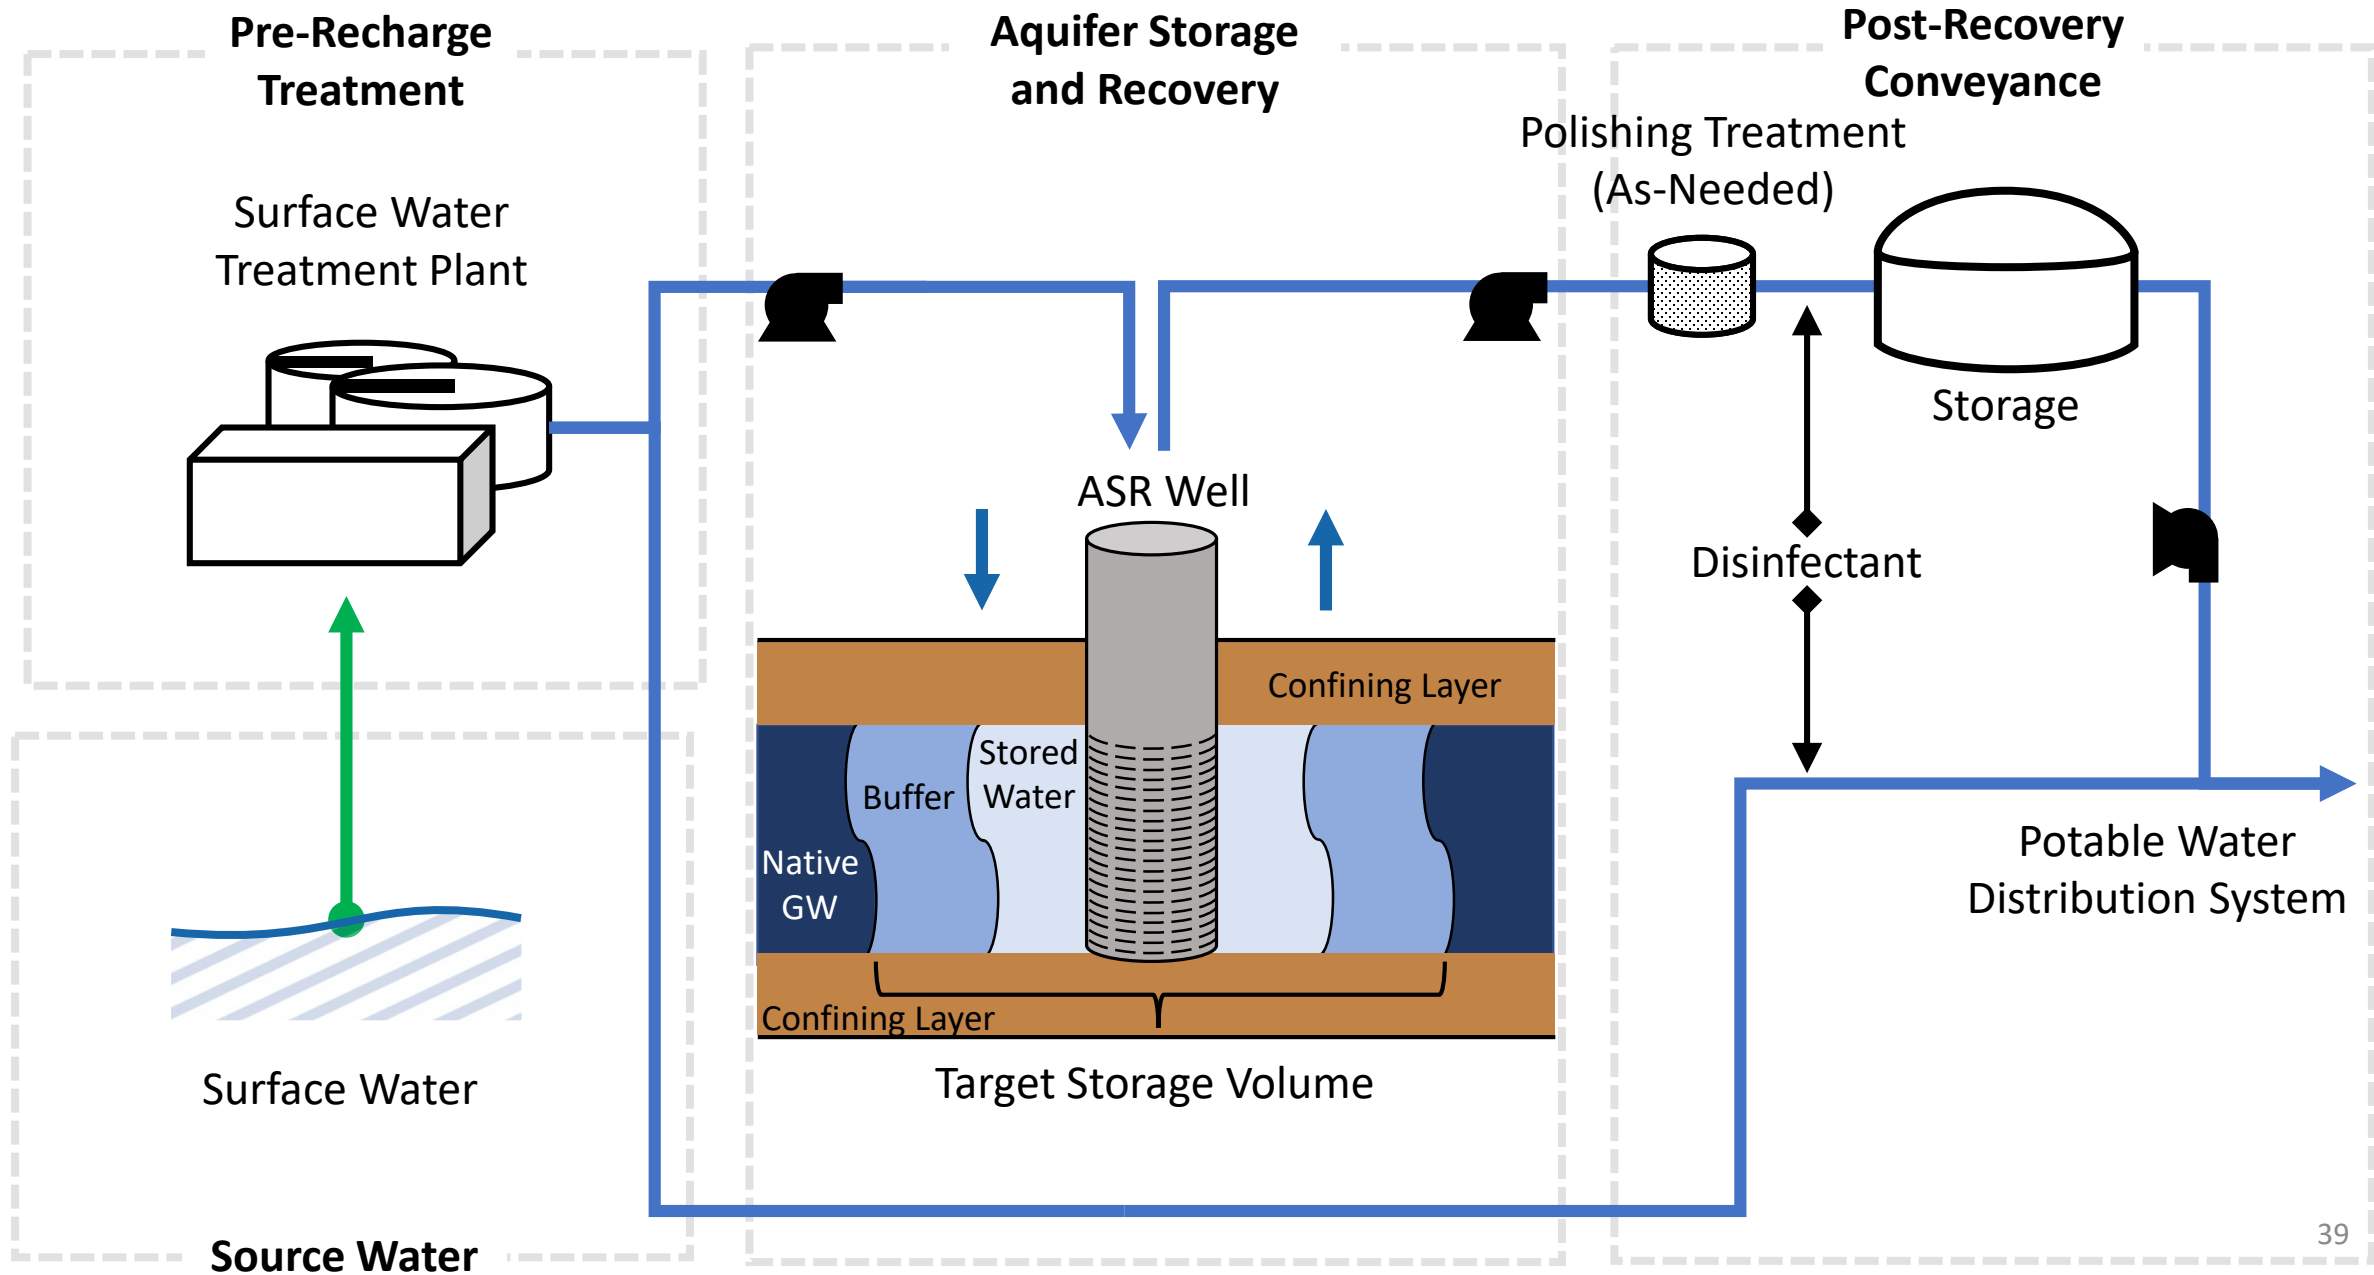 Pre-Recharge
Treatment
Surface Water
Treatment Plant
Surface Water
Source Water
Aquifer Storage
and Recovery
ASR Well
Confining Layer
Stored
Water
Buffer
Native
GW
Confining Layer
Target Storage Volume
Post-Recovery
Conveyance
Polishing Treatment
(As-Needed)
Storage
Disinfectant
Potable Water
Distribution System
39